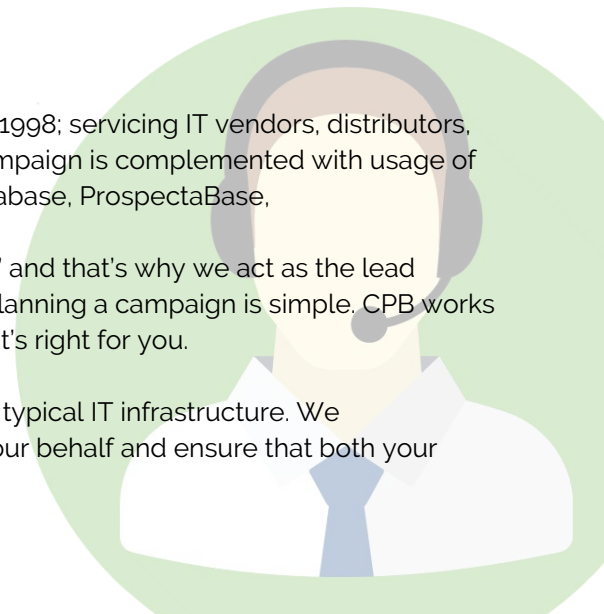 1998; servicing IT vendors, distributors,
mpaign is complemented with usage of
abase, ProspectaBase,
” and that’s why we act as the lead
lanning a campaign is simple. CPB works
t’s right for you.
typical IT infrastructure. We
our behalf and ensure that both your